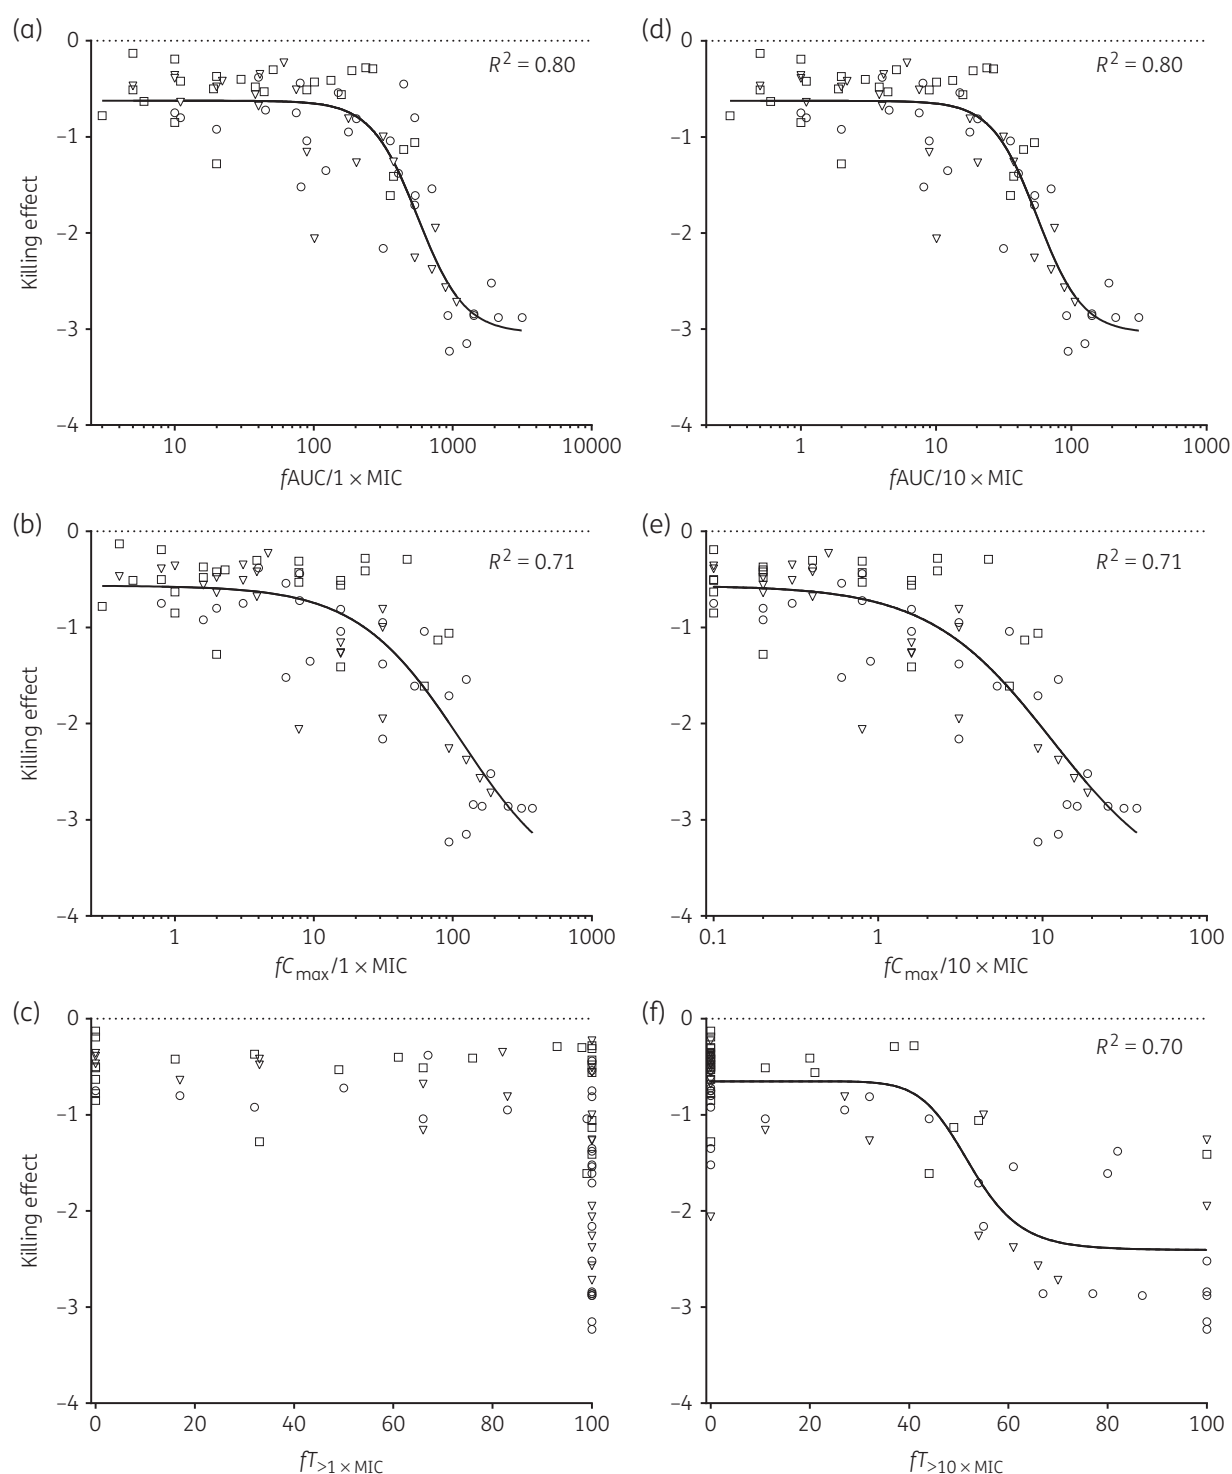 (a)
0
−1
−2
−3
−4
Killing effect
R² = 0.80
10 100 1000 10000
fAUC/1 × MIC
(d)
0
−1
−2
−3
−4
R² = 0.80
1 10 100 1000
fAUC/10 × MIC
(b)
0
−1
−2
−3
−4
Killing effect
R² = 0.71
1 10 100 1000
fCmax/1 × MIC
(e)
0
−1
−2
−3
−4
R² = 0.71
0.1 1 10 100
fCmax/10 × MIC
(c)
0
−1
−2
−3
−4
Killing effect
0 20 40 60 80 100
fT>1 × MIC
(f)
0
−1
−2
−3
−4
R² = 0.70
0 20 40 60 80 100
fT>10 × MIC